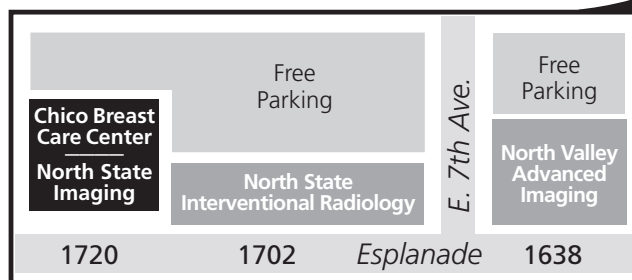 Free
Parking
Chico Breast
Care Center
North State
Imaging
North State
Interventional Radiology
E. 7th Ave.
Free
Parking
North Valley
Advanced
Imaging
1720 1702 Esplanade 1638